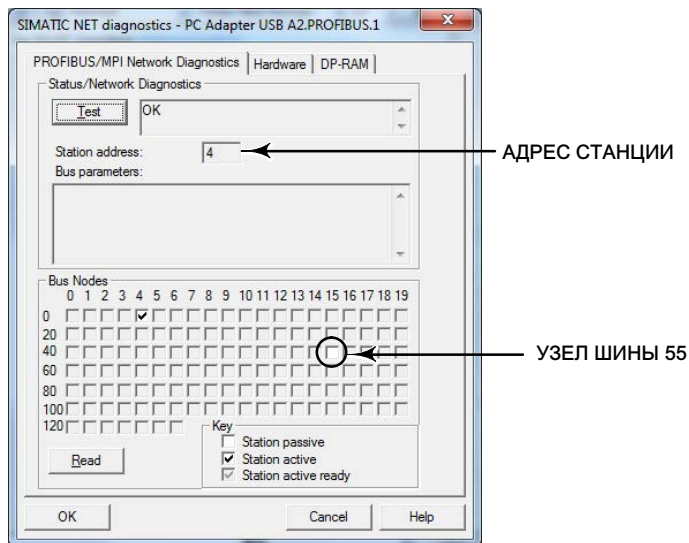 SIMATIC NET diagnostics - PC Adapter USB A2.PROFIBUS.1
PROFIBUS/MPI Network Diagnostics
Hardware
DP-RAM
Status/Network Diagnostics
Test
OK
Station address:
4
АДРЕС СТАНЦИИ
Bus parameters:
Bus Nodes
0 1 2 3 4 5 6 7 8 9 10 11 12 13 14 15 16 17 18 19
0
20
40
УЗЕЛ ШИНЫ 55
60
80
100
120
Key
Station passive
Station active
Station active ready
Read
OK
Cancel
Help